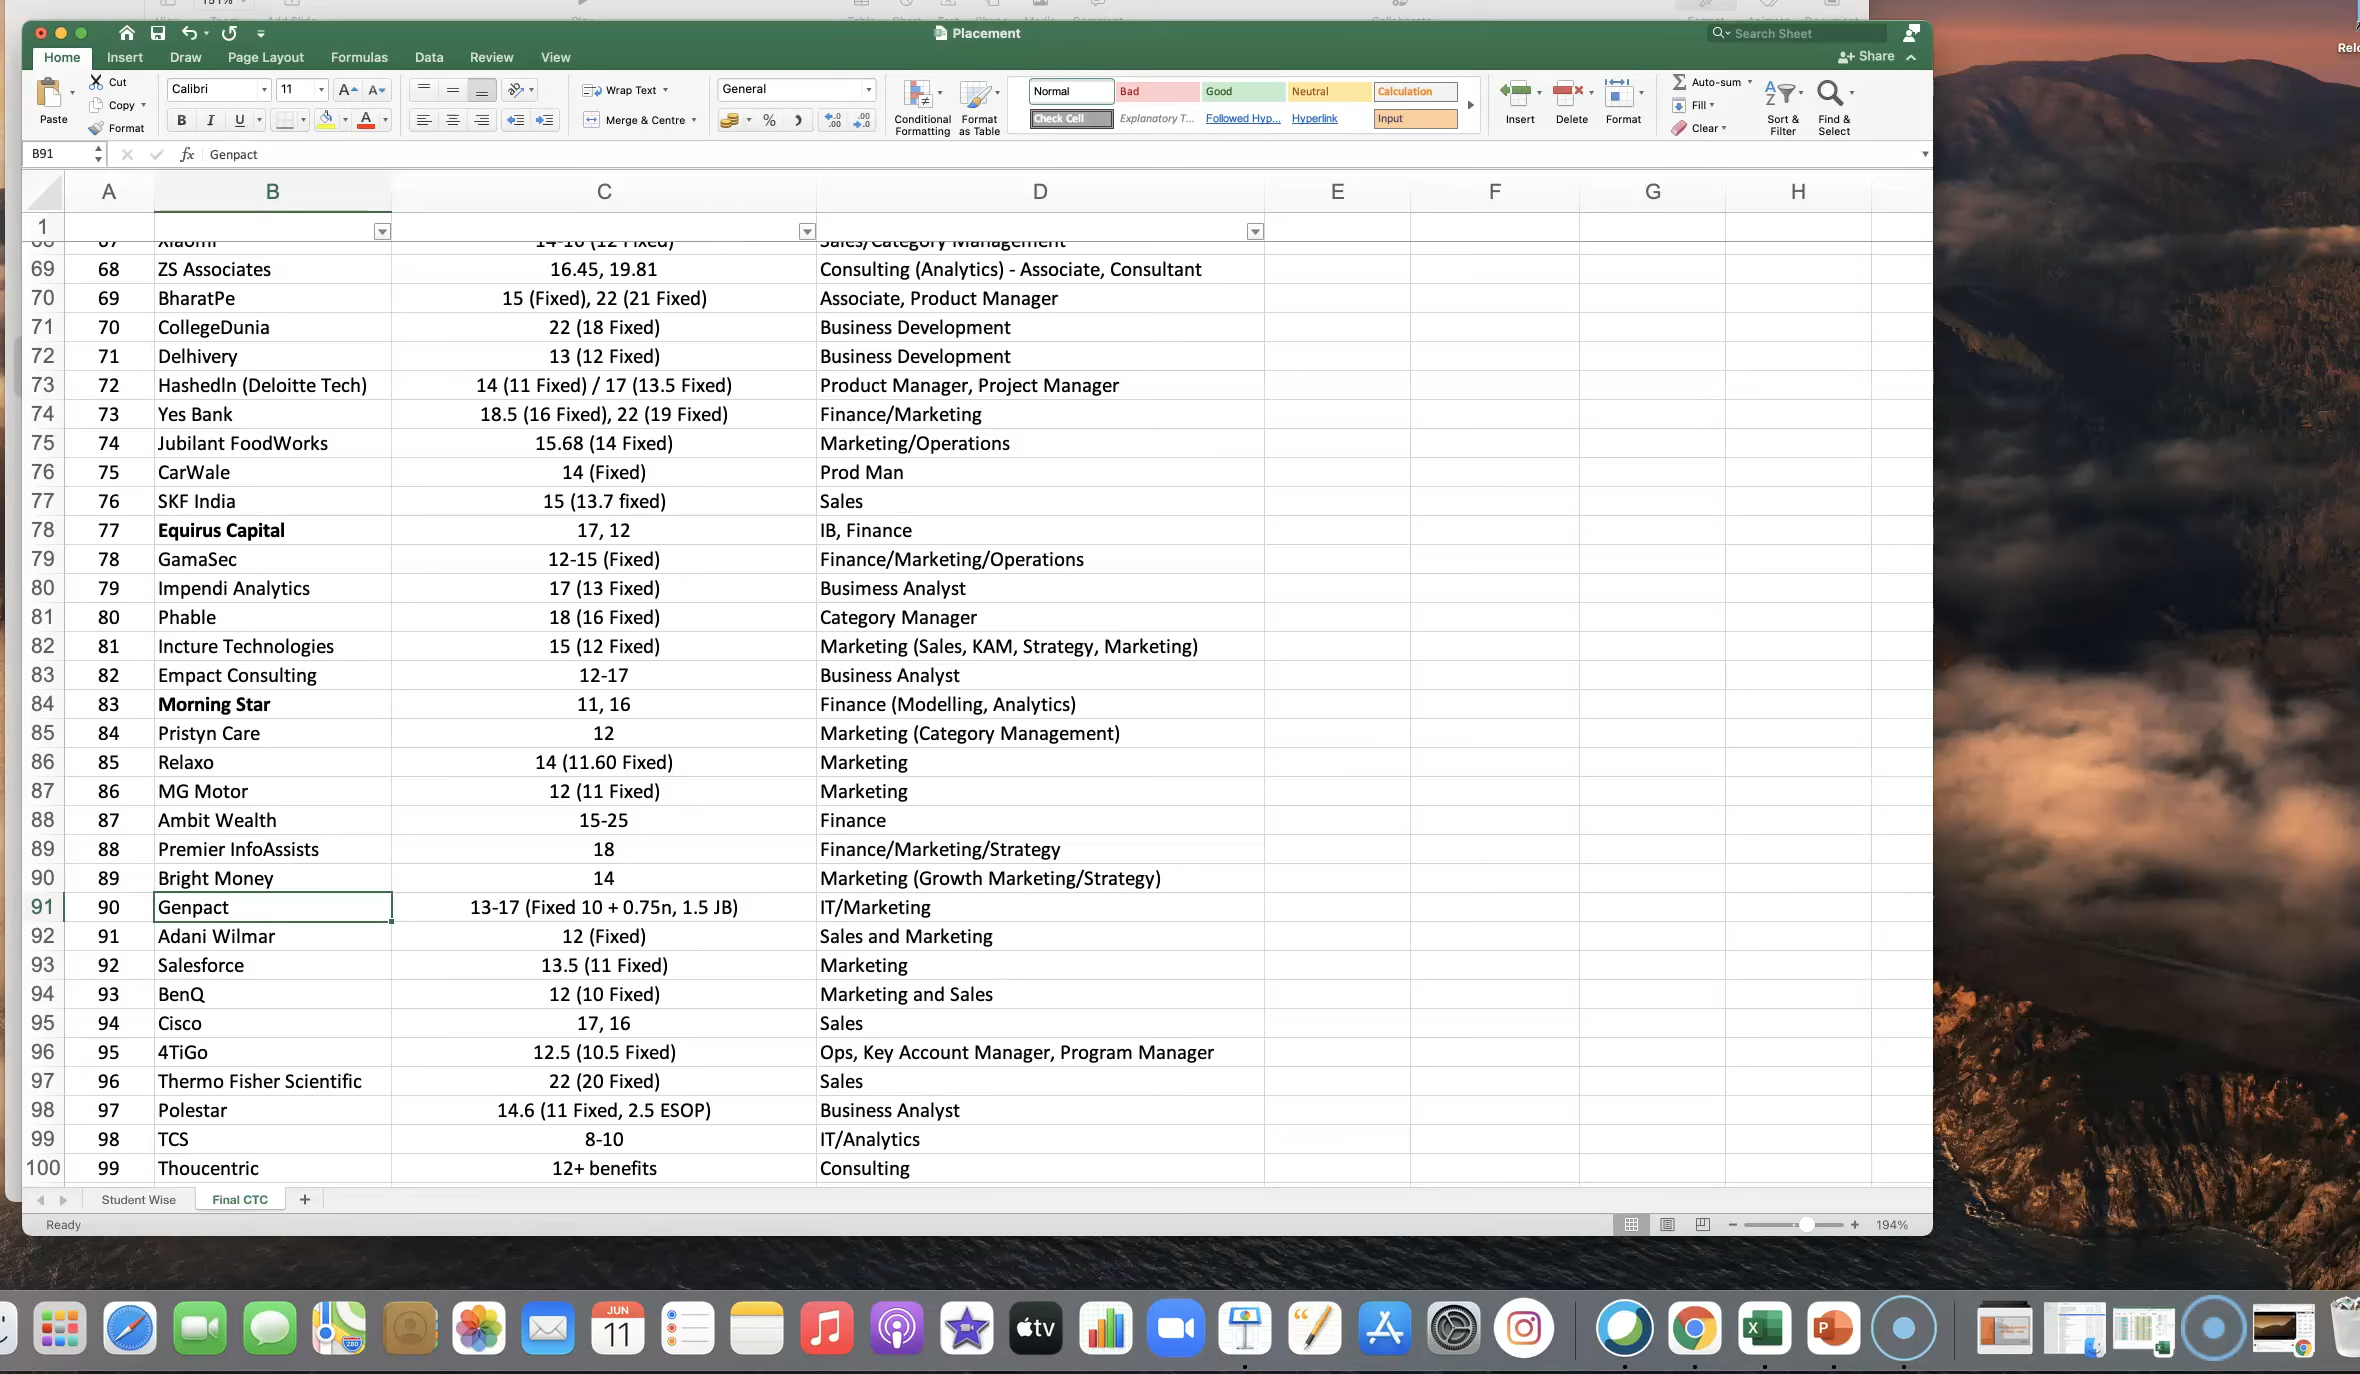 151%
Placement
Search Sheet
Home Insert Draw Page Layout Formulas Data Review View
Share
Paste
Cut
Copy
Format
Calibri 11
B I U
Wrap Text
Merge & Centre
General
Conditional Formatting
Format as Table
Normal Bad Good Neutral Calculation
Check Cell Explanatory T... Followed Hyp... Hyperlink Input
Insert Delete Format
Auto-sum
Fill
Clear
Sort & Filter
Find & Select
B91 fx Genpact
A B C D E F G H
1
67 Xiaomi 14-16 (12 Fixed) Sales/Category Management
69 68 ZS Associates 16.45, 19.81 Consulting (Analytics) - Associate, Consultant
70 69 BharatPe 15 (Fixed), 22 (21 Fixed) Associate, Product Manager
71 70 CollegeDunia 22 (18 Fixed) Business Development
72 71 Delhivery 13 (12 Fixed) Business Development
73 72 HashedIn (Deloitte Tech) 14 (11 Fixed) / 17 (13.5 Fixed) Product Manager, Project Manager
74 73 Yes Bank 18.5 (16 Fixed), 22 (19 Fixed) Finance/Marketing
75 74 Jubilant FoodWorks 15.68 (14 Fixed) Marketing/Operations
76 75 CarWale 14 (Fixed) Prod Man
77 76 SKF India 15 (13.7 fixed) Sales
78 77 Equirus Capital 17, 12 IB, Finance
79 78 GamaSec 12-15 (Fixed) Finance/Marketing/Operations
80 79 Impendi Analytics 17 (13 Fixed) Busimess Analyst
81 80 Phable 18 (16 Fixed) Category Manager
82 81 Incture Technologies 15 (12 Fixed) Marketing (Sales, KAM, Strategy, Marketing)
83 82 Empact Consulting 12-17 Business Analyst
84 83 Morning Star 11, 16 Finance (Modelling, Analytics)
85 84 Pristyn Care 12 Marketing (Category Management)
86 85 Relaxo 14 (11.60 Fixed) Marketing
87 86 MG Motor 12 (11 Fixed) Marketing
88 87 Ambit Wealth 15-25 Finance
89 88 Premier InfoAssists 18 Finance/Marketing/Strategy
90 89 Bright Money 14 Marketing (Growth Marketing/Strategy)
91 90 Genpact 13-17 (Fixed 10 + 0.75n, 1.5 JB) IT/Marketing
92 91 Adani Wilmar 12 (Fixed) Sales and Marketing
93 92 Salesforce 13.5 (11 Fixed) Marketing
94 93 BenQ 12 (10 Fixed) Marketing and Sales
95 94 Cisco 17, 16 Sales
96 95 4TiGo 12.5 (10.5 Fixed) Ops, Key Account Manager, Program Manager
97 96 Thermo Fisher Scientific 22 (20 Fixed) Sales
98 97 Polestar 14.6 (11 Fixed, 2.5 ESOP) Business Analyst
99 98 TCS 8-10 IT/Analytics
100 99 Thoucentric 12+ benefits Consulting
Student Wise Final CTC +
Ready
194%
JUN
11
tv